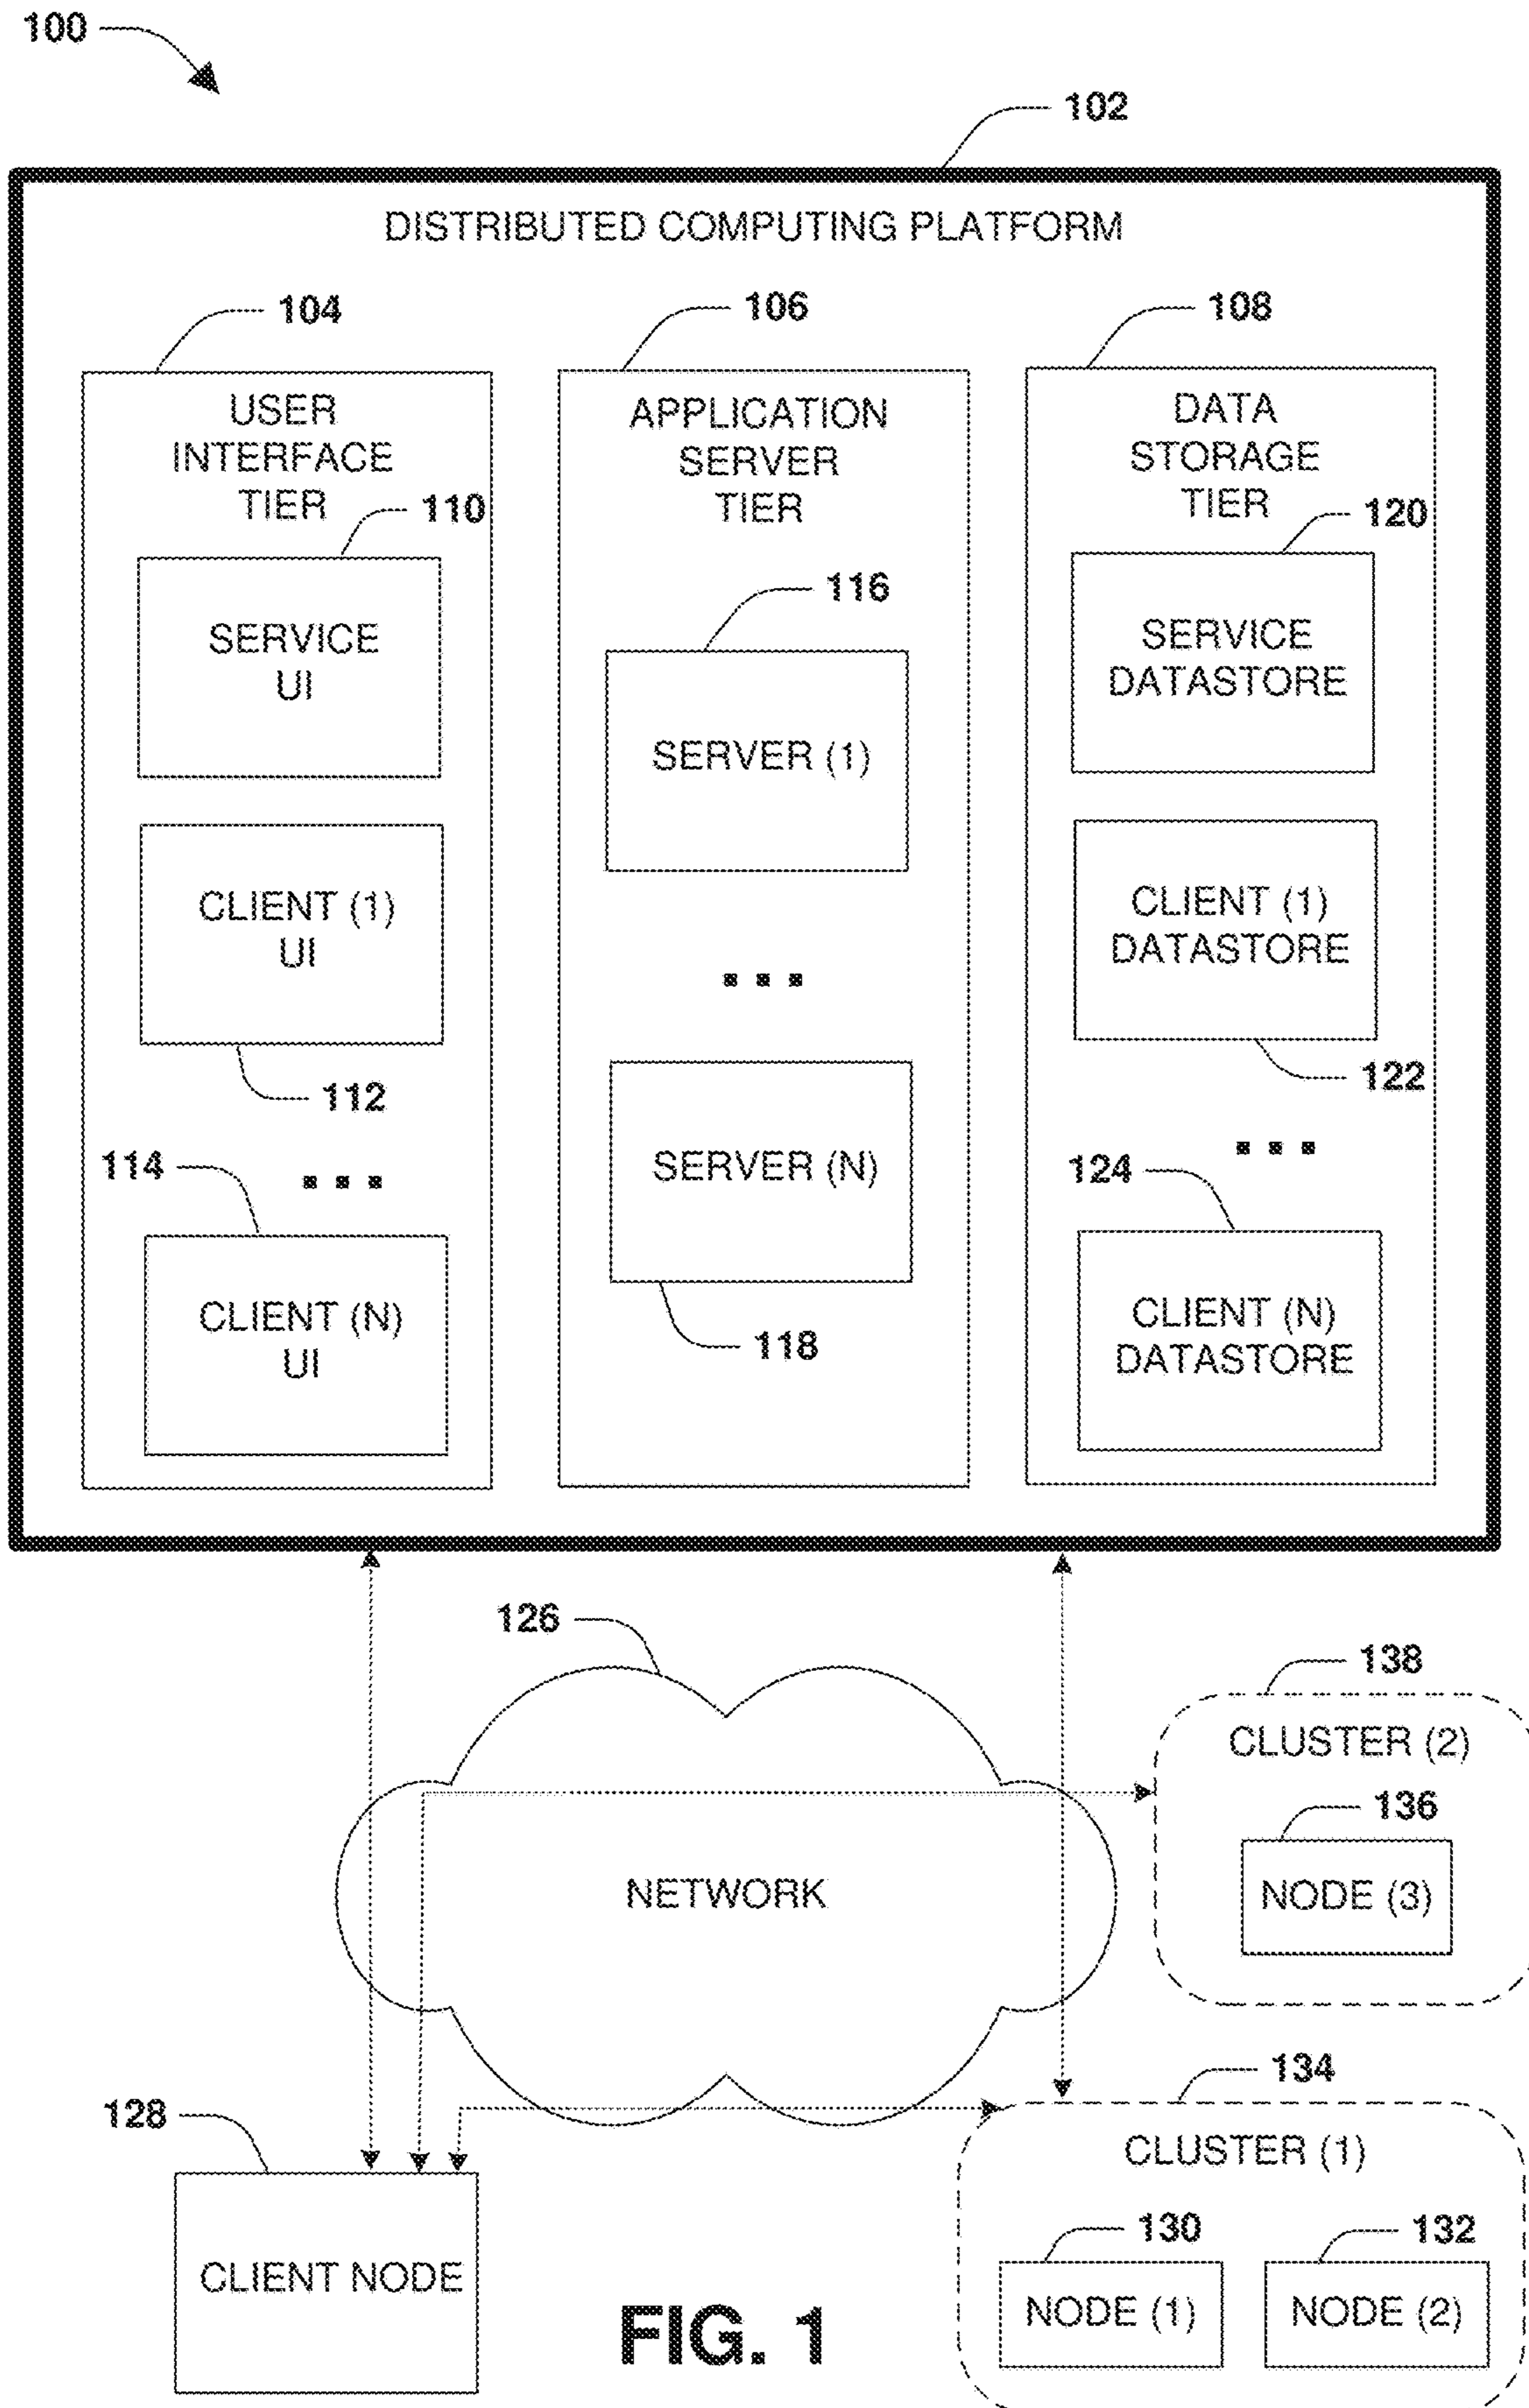 100
102
DISTRIBUTED COMPUTING PLATFORM
104
USER
INTERFACE
TIER
110
SERVICE
UI
CLIENT (1)
UI
112
114
...
CLIENT (N)
UI
106
APPLICATION
SERVER
TIER
116
SERVER (1)
...
SERVER (N)
118
108
DATA
STORAGE
TIER
120
SERVICE
DATASTORE
CLIENT (1)
DATASTORE
122
...
124
CLIENT (N)
DATASTORE
126
NETWORK
138
CLUSTER (2)
136
NODE (3)
134
CLUSTER (1)
130
NODE (1)
132
NODE (2)
128
CLIENT NODE
FIG. 1